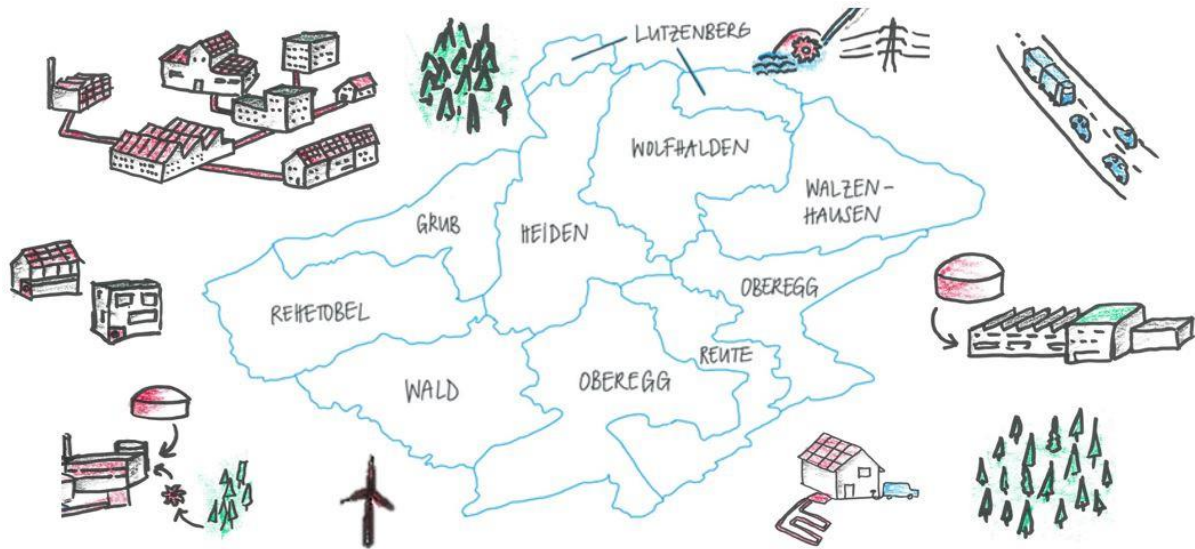 LUTZENBERG
WOLFHALDEN
WALZEN-
HAUSEN
GRUB
HEIDEN
OBEREGG
REHETOBEL
REUTE
WALD
OBEREGG